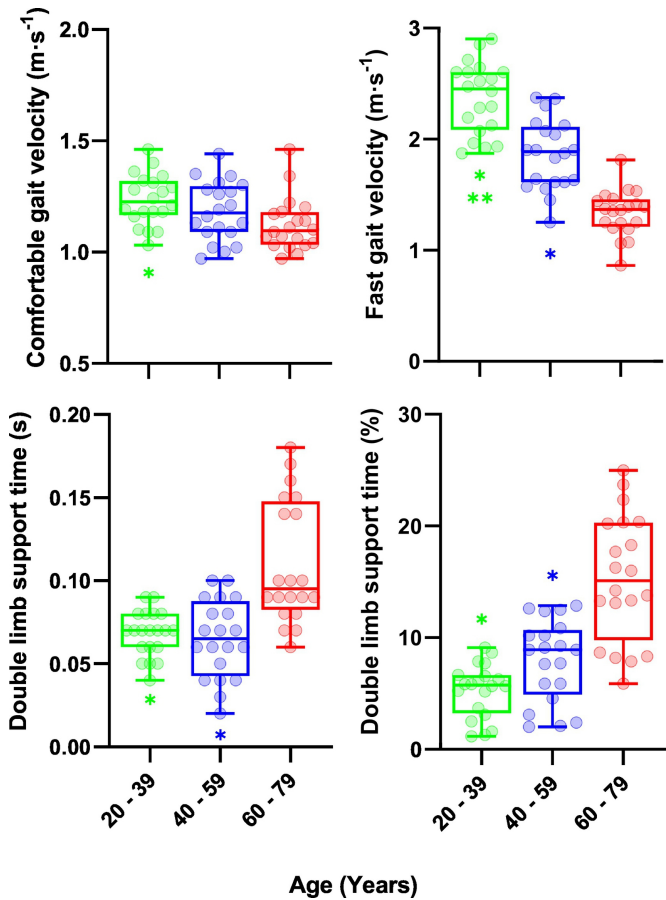 Comfortable gait velocity (m·s⁻¹)
2.0
1.5
1.0
0.5
*
Fast gait velocity (m·s⁻¹)
3
2
1
0
*
**
*
Double limb support time (s)
0.20
0.15
0.10
0.05
0.00
*
*
20 - 39
40 - 59
60 - 79
Double limb support time (%)
30
20
10
0
*
*
20 - 39
40 - 59
60 - 79
Age (Years)